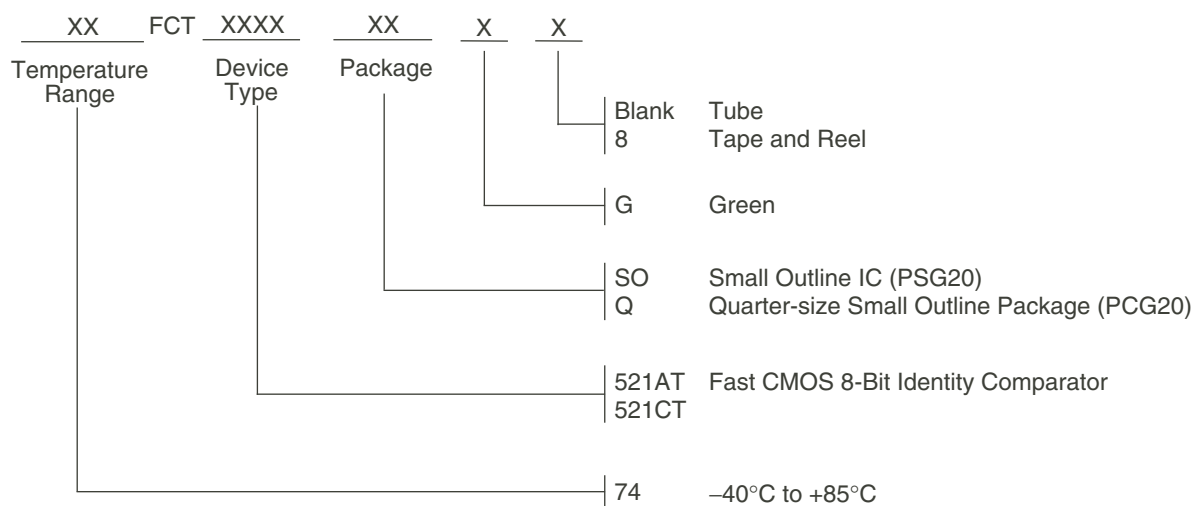 XX FCT XXXX XX X X
Temperature Range
Device Type
Package
Blank Tube
8 Tape and Reel
G Green
SO Small Outline IC (PSG20)
Q Quarter-size Small Outline Package (PCG20)
521AT Fast CMOS 8-Bit Identity Comparator
521CT
74 –40°C to +85°C